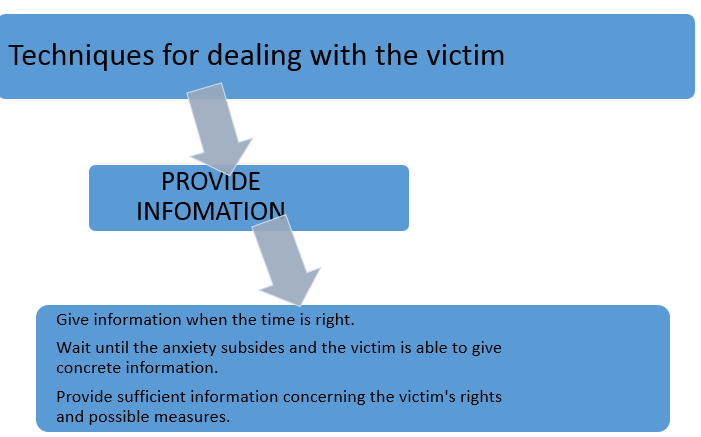 Techniques for dealing with the victim
PROVIDE
INFOMATION
Give information when the time is right.
Wait until the anxiety subsides and the victim is able to give
concrete information.
Provide sufficient information concerning the victim's rights
and possible measures.